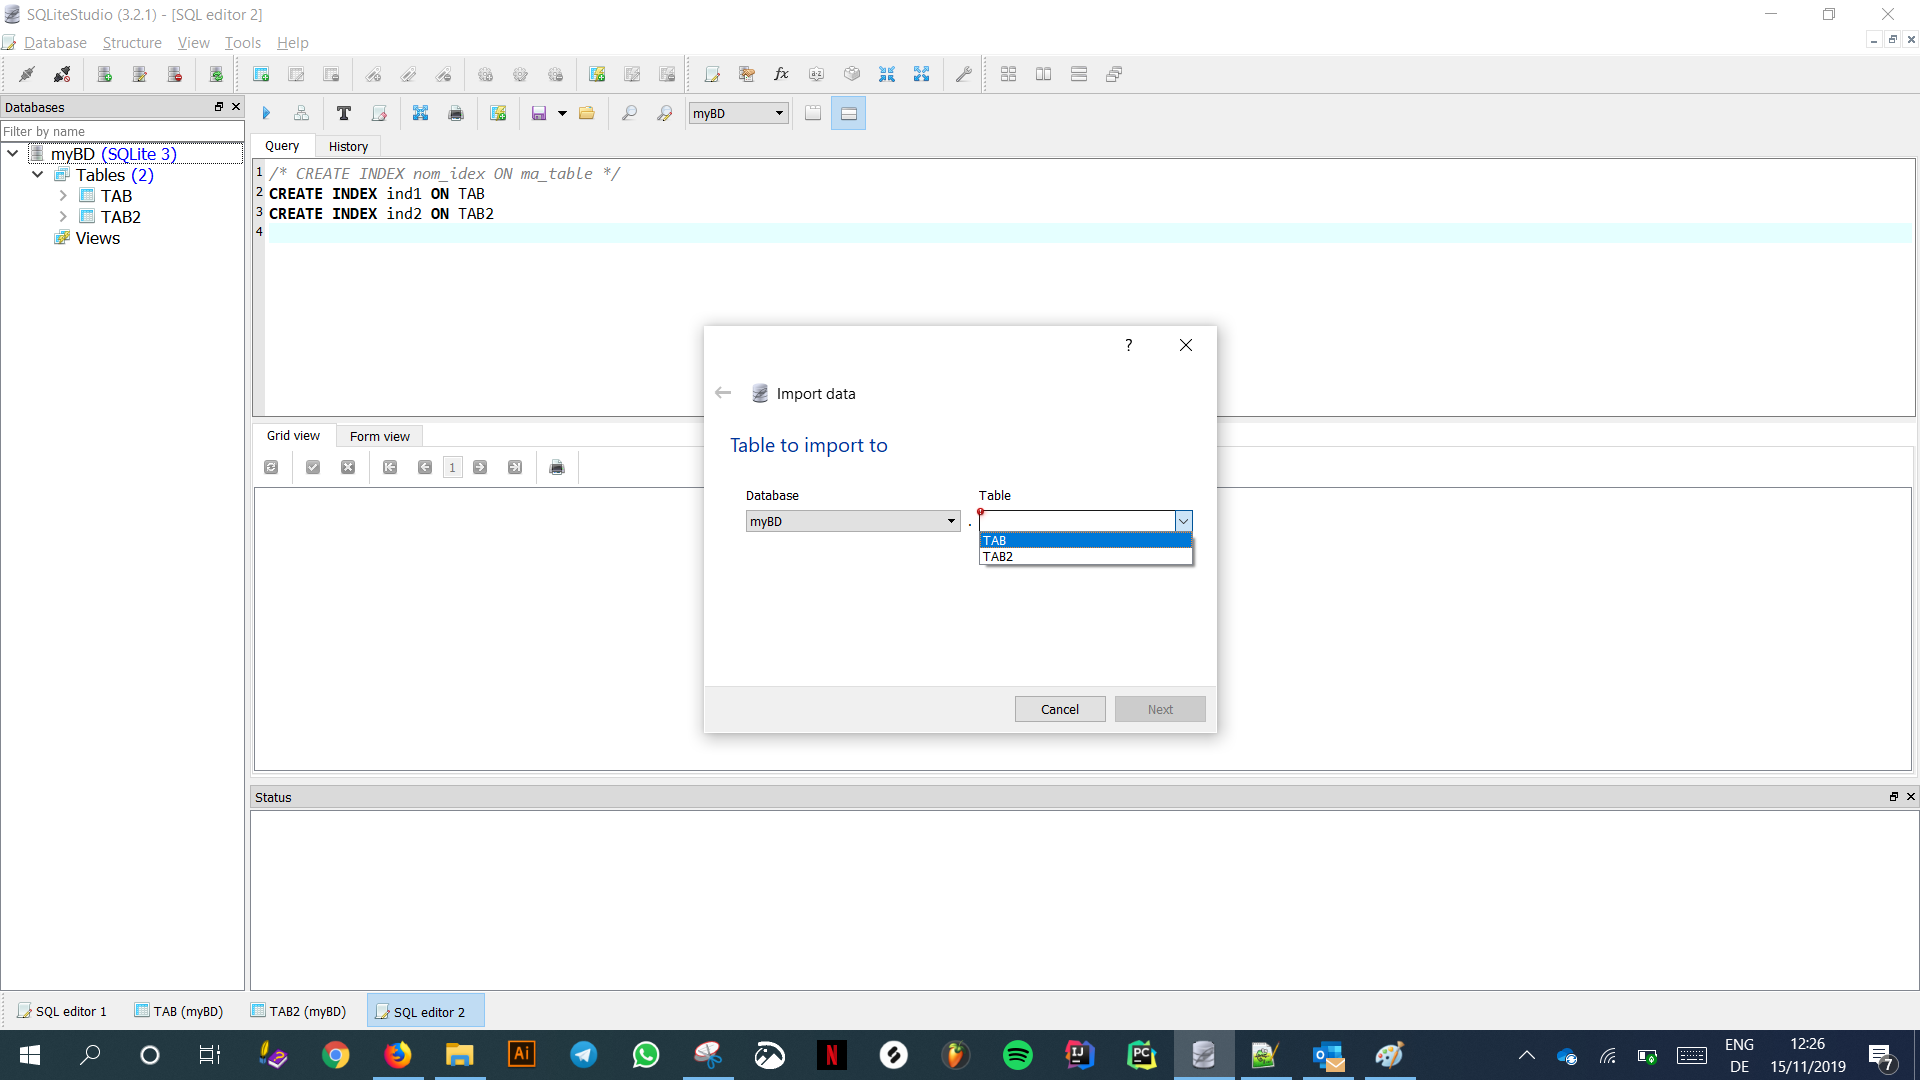 SQLiteStudio (3.2.1) - [SQL editor 2]
Database Structure View Tools Help
Databases
Filter by name
myBD (SQLite 3)
Tables (2)
TAB
TAB2
Views
myBD
Query History
1 /* CREATE INDEX nom_idex ON ma_table */
2 CREATE INDEX ind1 ON TAB
3 CREATE INDEX ind2 ON TAB2
4
Grid view Form view
1
Import data
Table to import to
Database Table
myBD .
TAB
TAB2
Cancel Next
Status
SQL editor 1 TAB (myBD) TAB2 (myBD) SQL editor 2
ENG
DE
12:26
15/11/2019
7